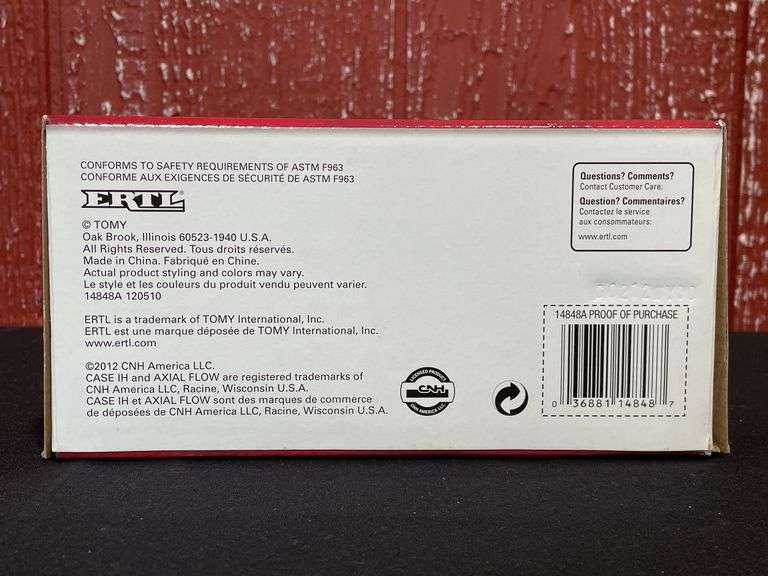 CONFORMS TO SAFETY REQUIREMENTS OF ASTM F963
CONFORME AUX EXIGENCES DE SÉCURITÉ DE ASTM F963
ERTL
© TOMY
Oak Brook, Illinois 60523-1940 U.S.A.
All Rights Reserved. Tous droits réservés.
Made in China. Fabriqué en Chine.
Actual product styling and colors may vary.
Le style et les couleurs du produit vendu peuvent varier.
14848A 120510
ERTL is a trademark of TOMY International, Inc.
ERTL est une marque déposée de TOMY International, Inc.
www.ertl.com
©2012 CNH America LLC.
CASE IH and AXIAL FLOW are registered trademarks of
CNH America LLC, Racine, Wisconsin U.S.A.
CASE IH et AXIAL FLOW sont des marques de commerce
de déposées de CNH America LLC, Racine, Wisconsin U.S.A.
LICENSED PRODUCT
CNH
CNH AMERICA LLC
Questions? Comments?
Contact Customer Care:
Question? Commentaires?
Contactez le service
aux consommateurs:
www.ertl.com
14848A PROOF OF PURCHASE
0 36881 14848 7